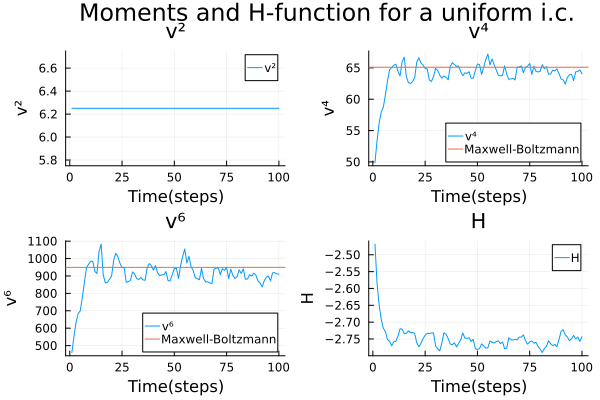 Moments and H-function for a uniform i.c.
v²
v⁴
v²
6.6
6.4
6.2
6.0
5.8
v²
0
25
50
75
100
Time(steps)
65
60
55
50
v⁴
v⁴
Maxwell-Boltzmann
0
25
50
75
100
Time(steps)
v⁶
H
1100
1000
900
800
700
600
500
v⁶
v⁶
Maxwell-Boltzmann
0
25
50
75
100
Time(steps)
H
−2.50
−2.55
−2.60
−2.65
−2.70
−2.75
H
0
25
50
75
100
Time(steps)